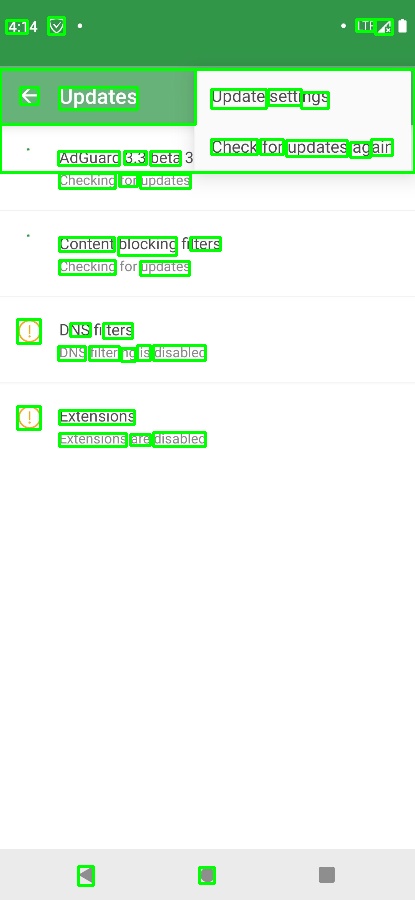 4:14
LTE
Updates
Update settings
Check for updates again
AdGuard 3.3 beta 3
Checking for updates
Content blocking filters
Checking for updates
DNS filters
DNS filtering is disabled
Extensions
Extensions are disabled